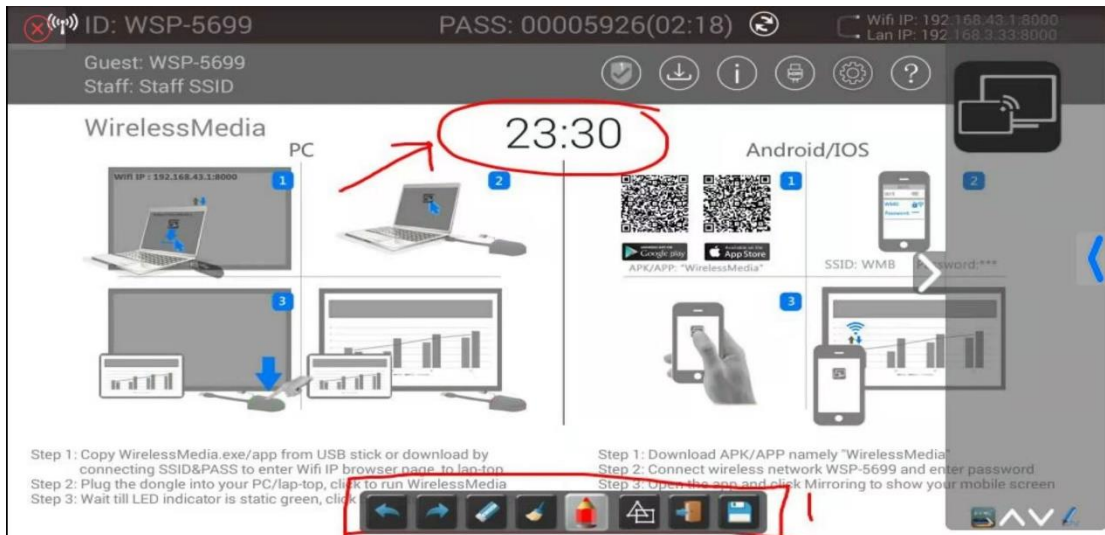 ID: WSP-5699
PASS: 00005926(02:18)
Wifi IP: 192.168.43.1:8000
Lan IP: 192.168.3.33:8000
Guest: WSP-5699
Staff: Staff SSID
WirelessMedia
23:30
PC
Android/IOS
Wifi IP : 192.168.43.1:8000
1
2
1
2
Google play
App Store
APK/APP: "WirelessMedia"
SSID: WMB
Password:***
3
3
Step 1: Copy WirelessMedia.exe/app from USB stick or download by
connecting SSID&PASS to enter Wifi IP browser page, to lap-top
Step 2: Plug the dongle into your PC/lap-top, click to run WirelessMedia
Step 3: Wait till LED indicator is static green, click
Step 1: Download APK/APP namely "WirelessMedia"
Step 2: Connect wireless network WSP-5699 and enter password
Step 3: Open the app and click Mirroring to show your mobile screen